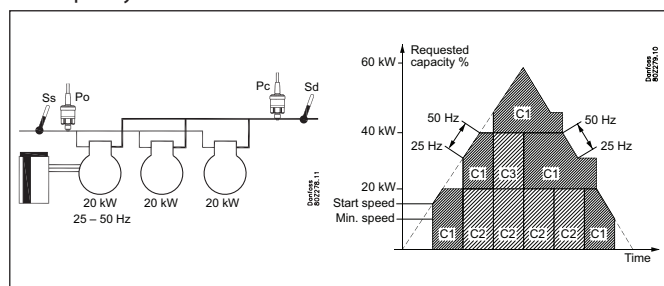 Ss
Po
Pc
Sd
20 kW
20 kW
20 kW
25 – 50 Hz
Danfoss
802278.11
Requested
capacity %
60 kW
40 kW
20 kW
Start speed
Min. speed
50 Hz
25 Hz
50 Hz
25 Hz
C1
C1
C3
C1
C1
C2
C2
C2
C2
C1
Time
Danfoss
802279.10